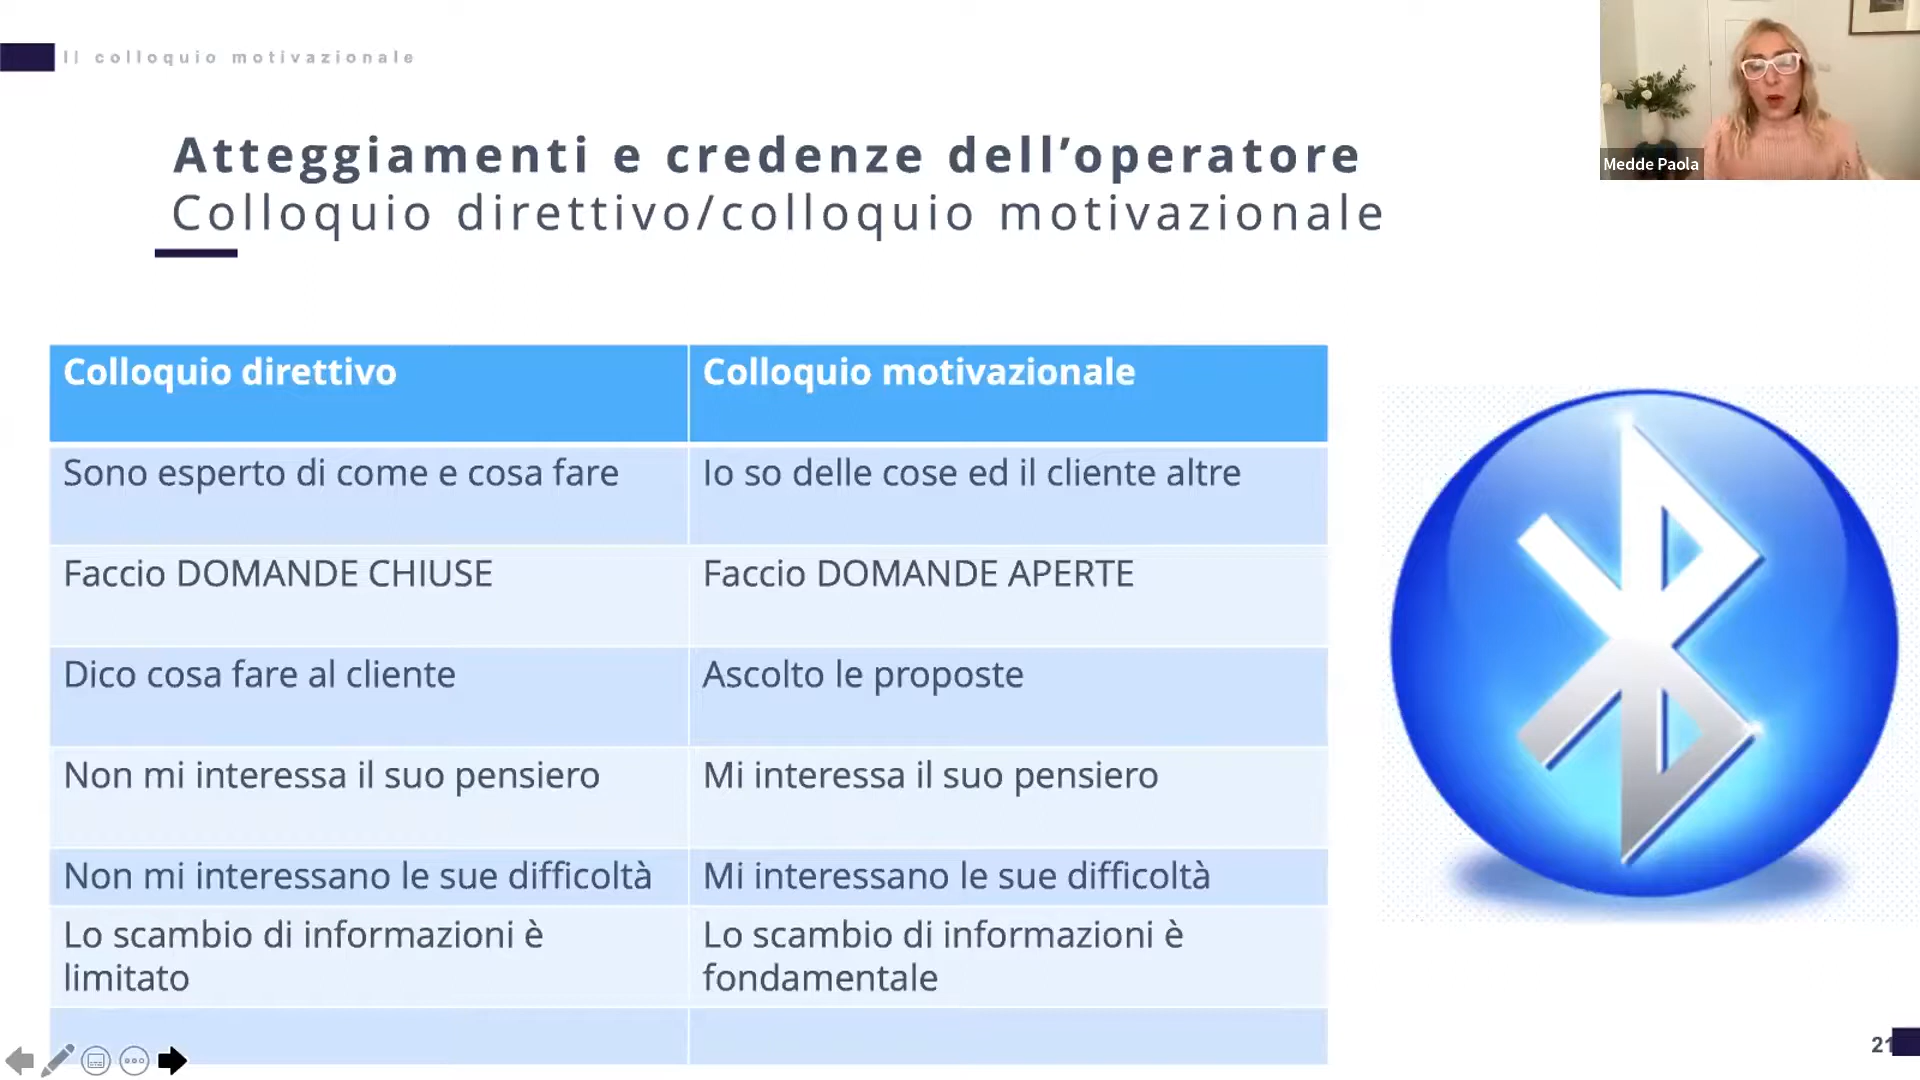 Il colloquio motivazionale
Medde Paola
Atteggiamenti e credenze dell’operatore
Colloquio direttivo/colloquio motivazionale
Colloquio direttivo
Colloquio motivazionale
Sono esperto di come e cosa fare
Io so delle cose ed il cliente altre
Faccio DOMANDE CHIUSE
Faccio DOMANDE APERTE
Dico cosa fare al cliente
Ascolto le proposte
Non mi interessa il suo pensiero
Mi interessa il suo pensiero
Non mi interessano le sue difficoltà
Mi interessano le sue difficoltà
Lo scambio di informazioni è
limitato
Lo scambio di informazioni è
fondamentale
21